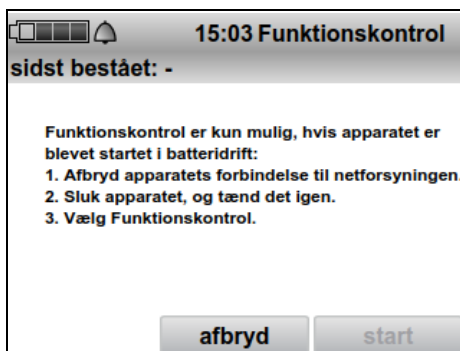 15:03 Funktionskontrol
sidst bestået: -
Funktionskontrol er kun mulig, hvis apparatet er
blevet startet i batteridrift:
1. Afbryd apparatets forbindelse til netforsyningen.
2. Sluk apparatet, og tænd det igen.
3. Vælg Funktionskontrol.
afbryd
start